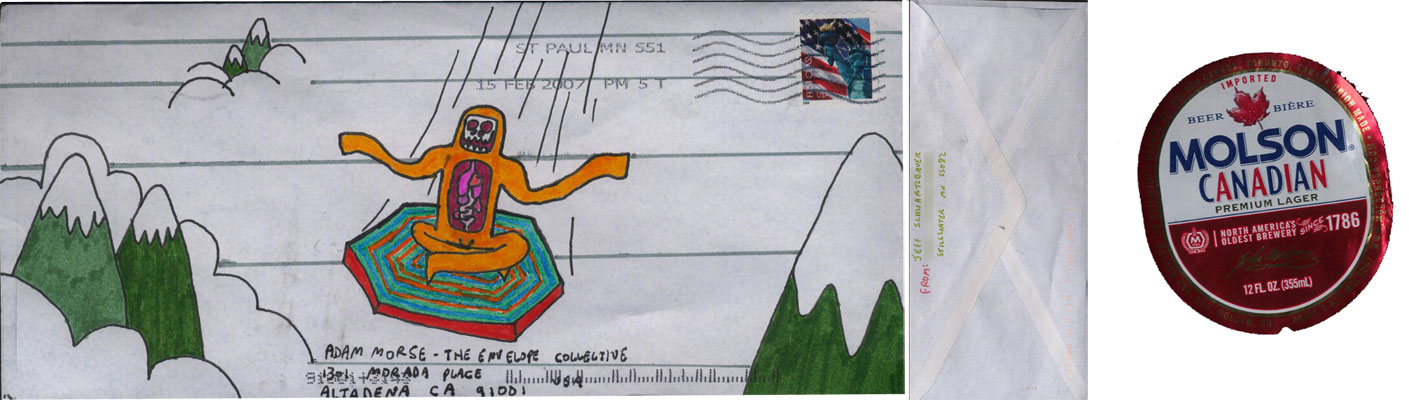 ST PAUL MN 551
15 FEB 2007 PM 5 T
ADAM MORSE - THE ENVELOPE COLLECTIVE
1301 MORADA PLACE USA
ALTADENA CA 91001
FROM: JEFF SCHWARTZBAUER
STILLWATER MN 55082
IMPORTED
BEER BIÈRE
MOLSON®
CANADIAN
PREMIUM LAGER
NORTH AMERICA'S
OLDEST BREWERY SINCE 1786
12 FL. OZ. (355mL)